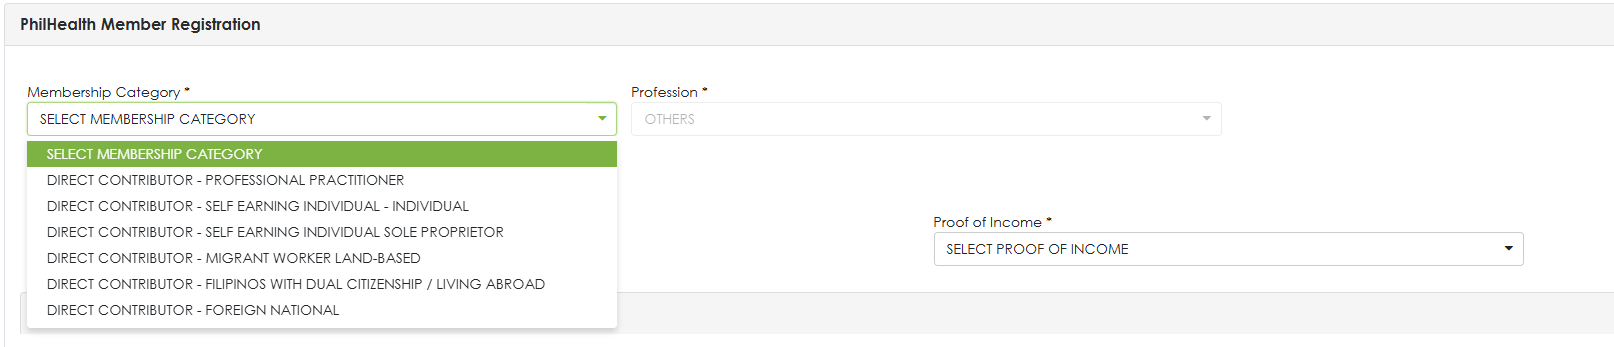 PhilHealth Member Registration
Membership Category *
Profession *
SELECT MEMBERSHIP CATEGORY
OTHERS
SELECT MEMBERSHIP CATEGORY
DIRECT CONTRIBUTOR - PROFESSIONAL PRACTITIONER
DIRECT CONTRIBUTOR - SELF EARNING INDIVIDUAL - INDIVIDUAL
DIRECT CONTRIBUTOR - SELF EARNING INDIVIDUAL SOLE PROPRIETOR
DIRECT CONTRIBUTOR - MIGRANT WORKER LAND-BASED
DIRECT CONTRIBUTOR - FILIPINOS WITH DUAL CITIZENSHIP / LIVING ABROAD
DIRECT CONTRIBUTOR - FOREIGN NATIONAL
Proof of Income *
SELECT PROOF OF INCOME